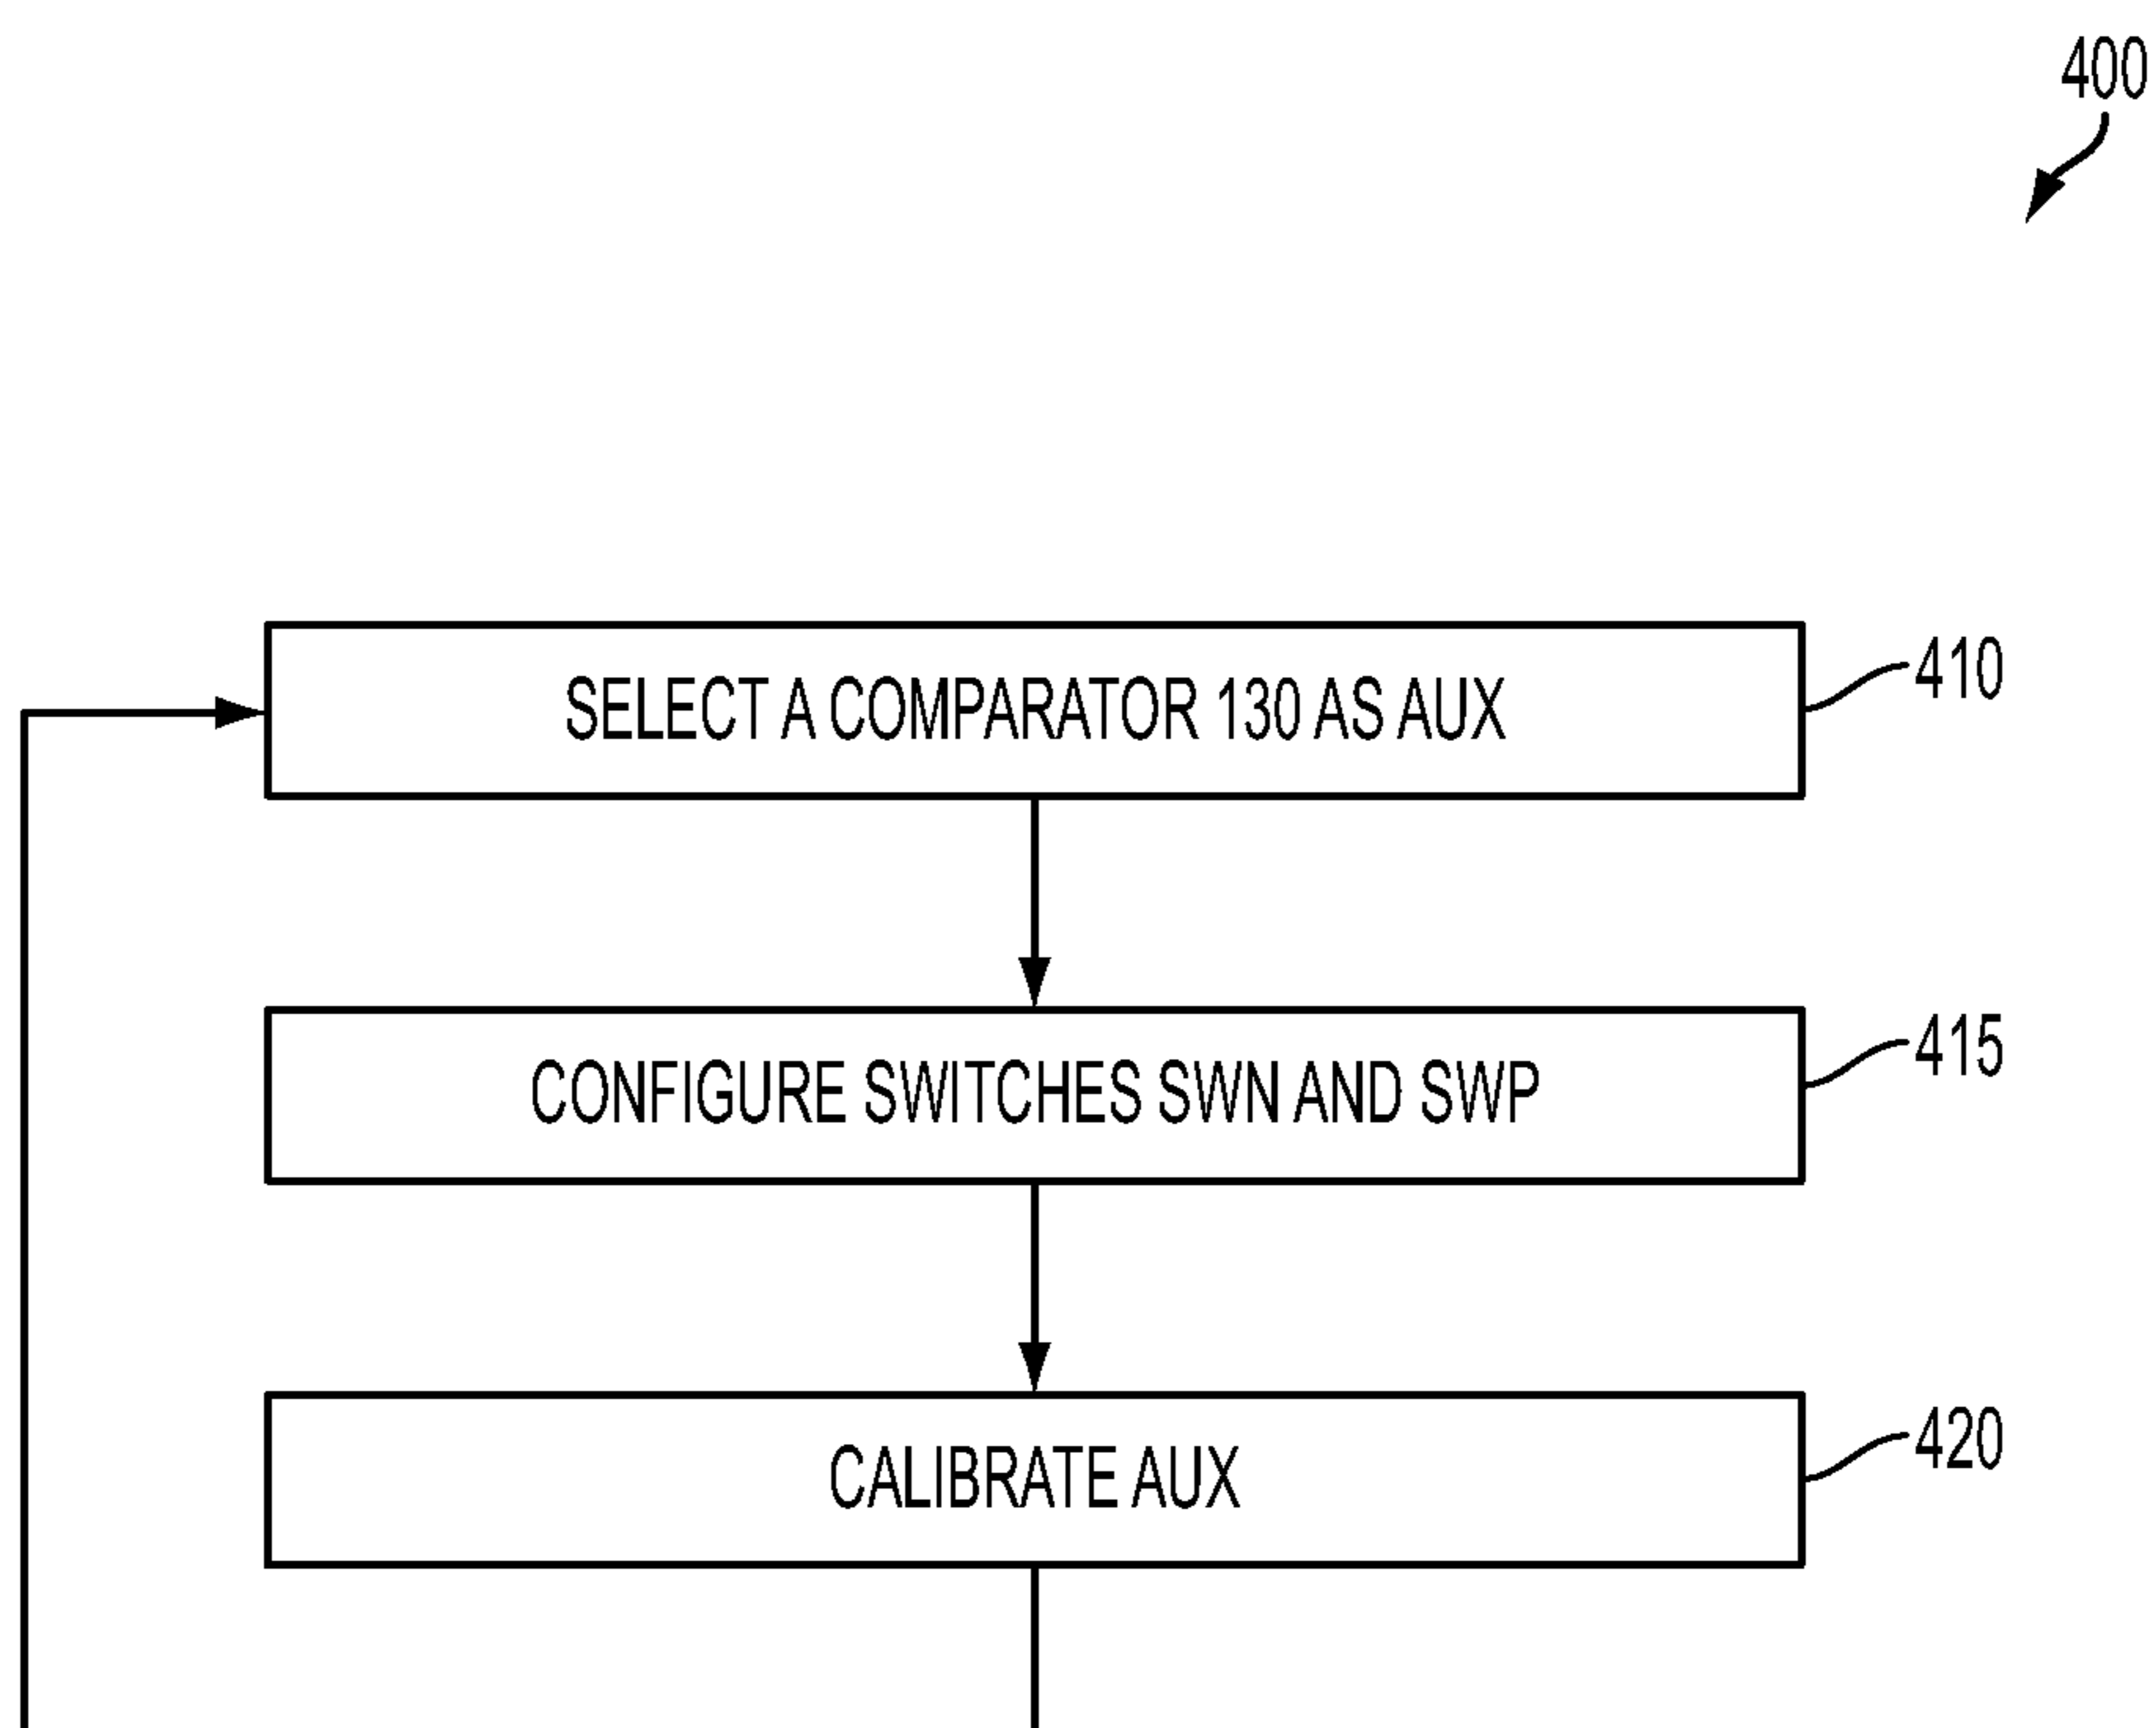 400
SELECT A COMPARATOR 130 AS AUX
410
CONFIGURE SWITCHES SWN AND SWP
415
CALIBRATE AUX
420